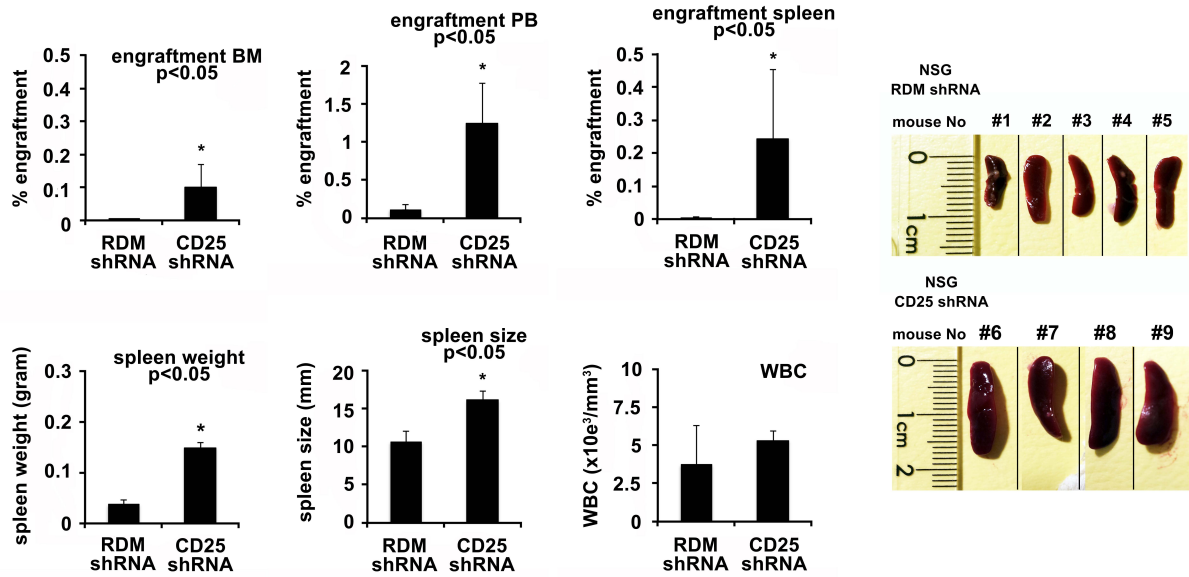 engraftment BM
p<0.05
% engraftment
0.5
0.4
0.3
0.2
0.1
0
*
RDM
shRNA
CD25
shRNA
engraftment PB
p<0.05
% engraftment
2
1.5
1
0.5
0
*
RDM
shRNA
CD25
shRNA
engraftment spleen
p<0.05
% engraftment
0.5
0.4
0.3
0.2
0.1
0
*
RDM
shRNA
CD25
shRNA
NSG
RDM shRNA
mouse No #1 #2 #3 #4 #5
0
1 cm
spleen weight
p<0.05
spleen weight (gram)
0.3
0.2
0.1
0
*
RDM
shRNA
CD25
shRNA
spleen size
p<0.05
spleen size (mm)
20
15
10
5
0
*
RDM
shRNA
CD25
shRNA
WBC
WBC (x10e³/mm³)
10
7.5
5
2.5
0
RDM
shRNA
CD25
shRNA
NSG
CD25 shRNA
mouse No #6 #7 #8 #9
0
1 cm
2